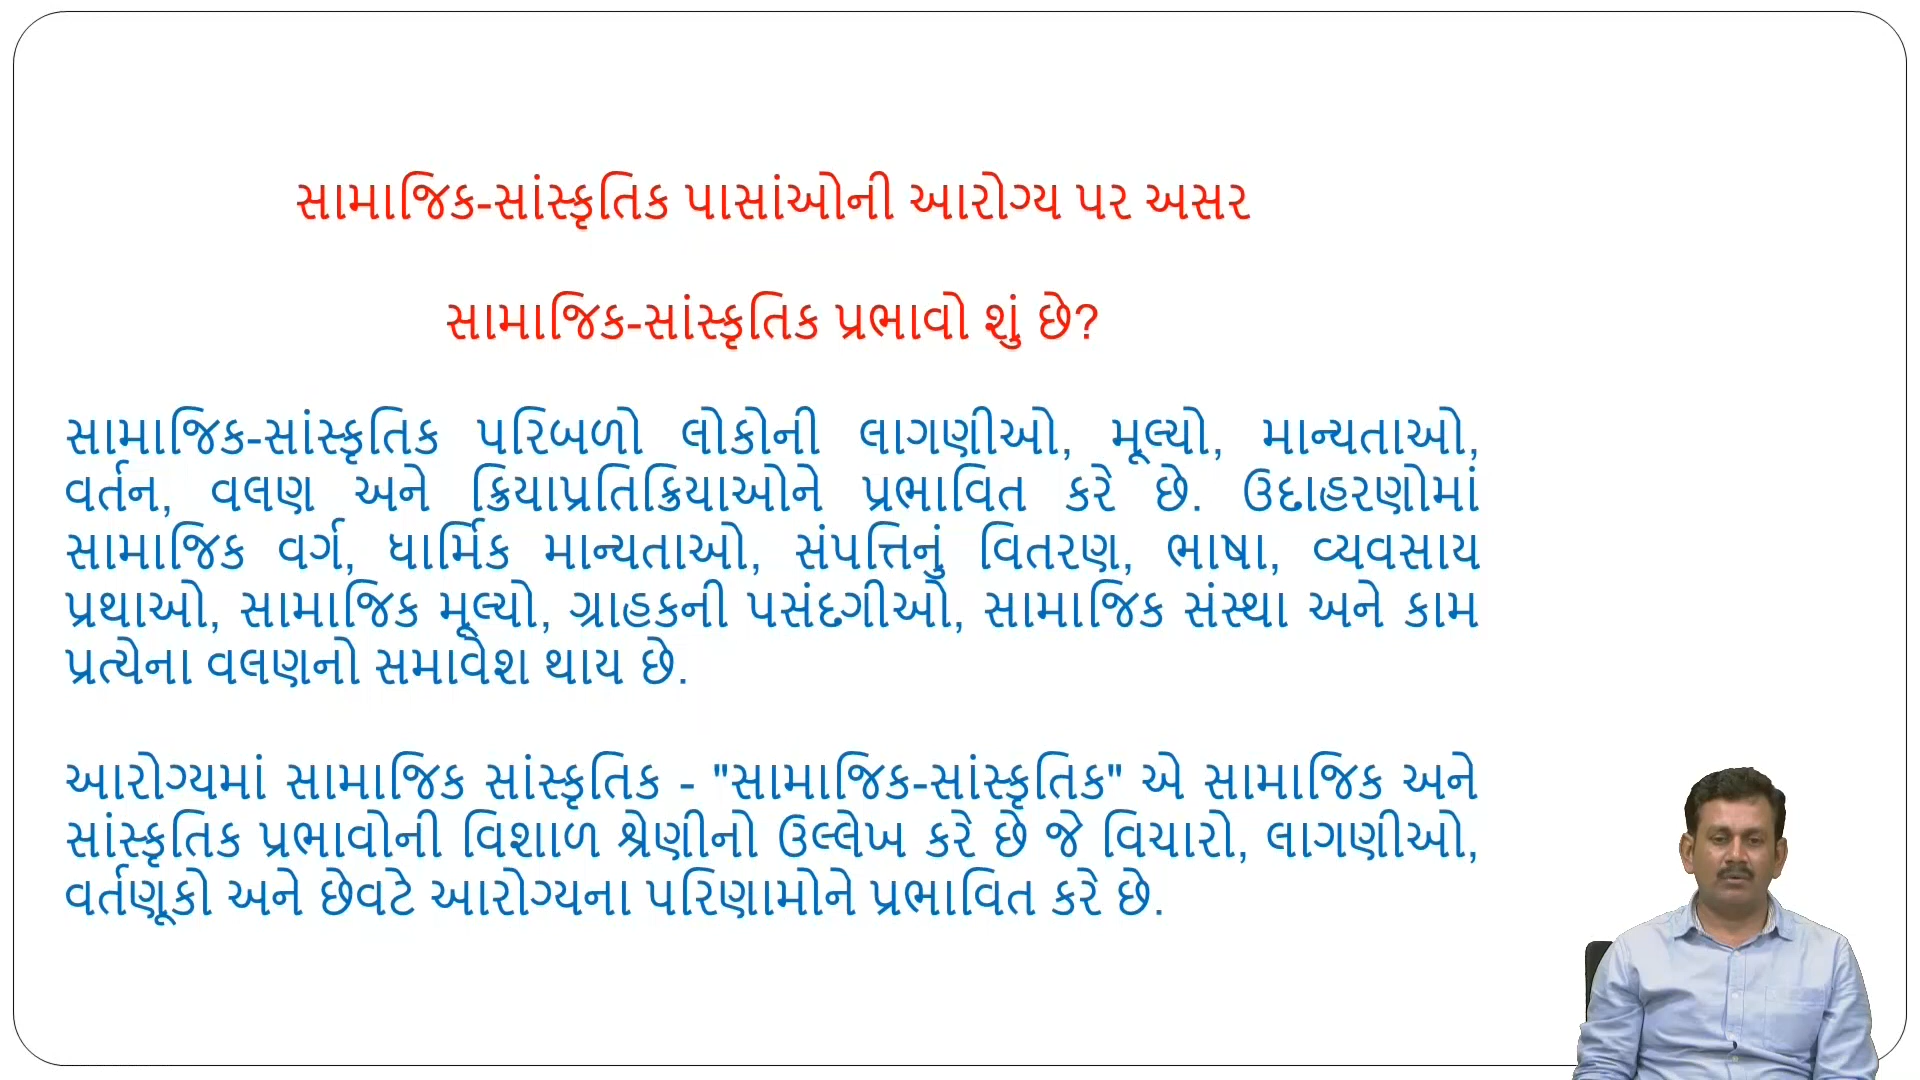 સામાજિક-સાંસ્કૃતિક પાસાંઓની આરોગ્ય પર અસર
સામાજિક-સાંસ્કૃતિક પ્રભાવો શું છે?
સામાજિક-સાંસ્કૃતિક પરિબળો લોકોની લાગણીઓ, મૂલ્યો, માન્યતાઓ,
વર્તન, વલણ અને ક્રિયાપ્રતિક્રિયાઓને પ્રભાવિત કરે છે. ઉદાહરણોમાં
સામાજિક વર્ગ, ધાર્મિક માન્યતાઓ, સંપત્તિનું વિતરણ, ભાષા, વ્યવસાય
પ્રથાઓ, સામાજિક મૂલ્યો, ગ્રાહકની પસંદગીઓ, સામાજિક સંસ્થા અને કામ
પ્રત્યેના વલણનો સમાવેશ થાય છે.
આરોગ્યમાં સામાજિક સાંસ્કૃતિક - "સામાજિક-સાંસ્કૃતિક" એ સામાજિક અને
સાંસ્કૃતિક પ્રભાવોની વિશાળ શ્રેણીનો ઉલ્લેખ કરે છે જે વિચારો, લાગણીઓ,
વર્તણૂકો અને છેવટે આરોગ્યના પરિણામોને પ્રભાવિત કરે છે.